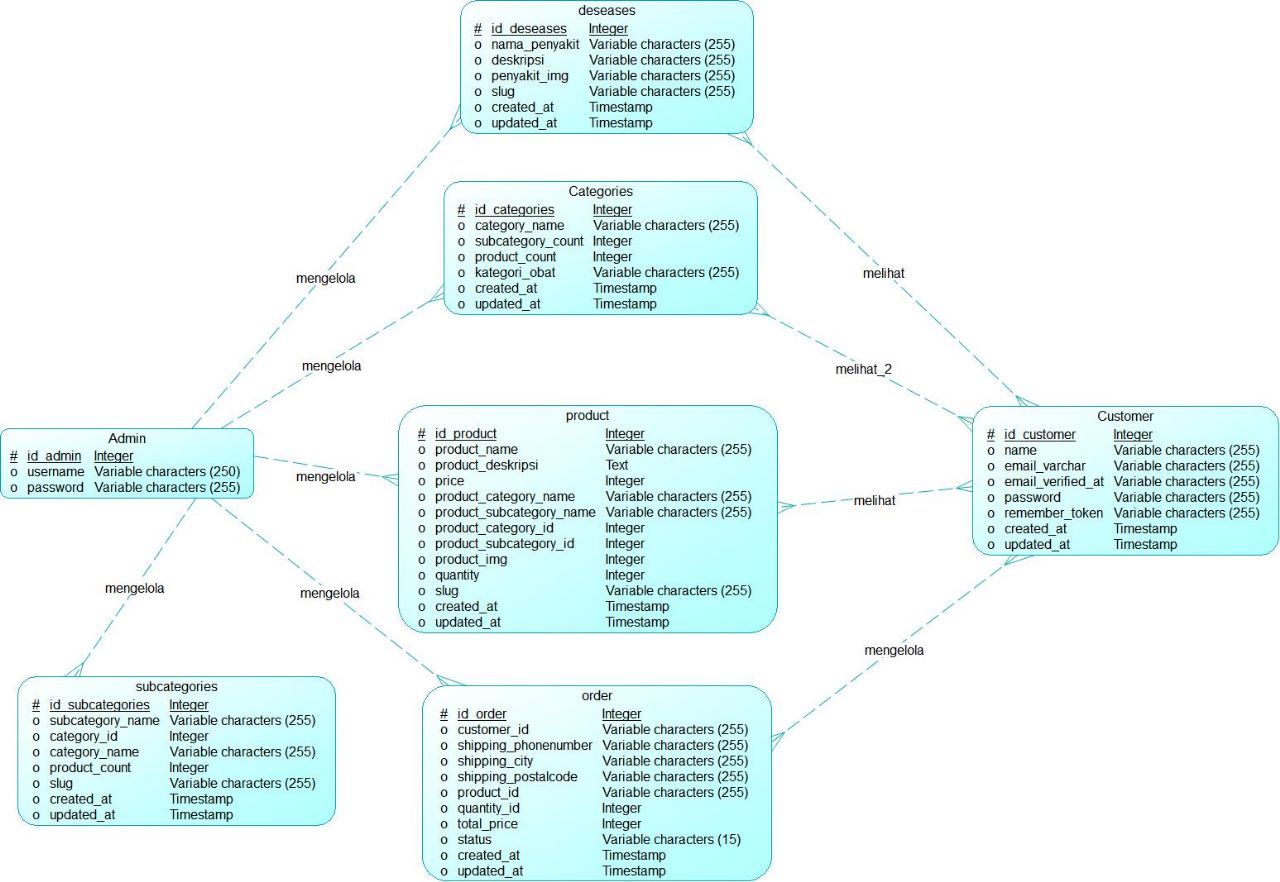 deseases
# id_deseases Integer
o nama_penyakit Variable characters (255)
o deskripsi Variable characters (255)
o penyakit_img Variable characters (255)
o slug Variable characters (255)
o created_at Timestamp
o updated_at Timestamp
Categories
# id_categories Integer
o category_name Variable characters (255)
o subcategory_count Integer
o product_count Integer
o kategori_obat Variable characters (255)
o created_at Timestamp
o updated_at Timestamp
mengelola
melihat
mengelola
melihat_2
Admin
# id_admin Integer
o username Variable characters (250)
o password Variable characters (255)
mengelola
product
# id_product Integer
o product_name Variable characters (255)
o product_deskripsi Text
o price Integer
o product_category_name Variable characters (255)
o product_subcategory_name Variable characters (255)
o product_category_id Integer
o product_subcategory_id Integer
o product_img Integer
o quantity Integer
o slug Variable characters (255)
o created_at Timestamp
o updated_at Timestamp
melihat
Customer
# id_customer Integer
o name Variable characters (255)
o email_varchar Variable characters (255)
o email_verified_at Variable characters (255)
o password Variable characters (255)
o remember_token Variable characters (255)
o created_at Timestamp
o updated_at Timestamp
mengelola
mengelola
mengelola
subcategories
# id_subcategories Integer
o subcategory_name Variable characters (255)
o category_id Integer
o category_name Variable characters (255)
o product_count Integer
o slug Variable characters (255)
o created_at Timestamp
o updated_at Timestamp
order
# id_order Integer
o customer_id Variable characters (255)
o shipping_phonenumber Variable characters (255)
o shipping_city Variable characters (255)
o shipping_postalcode Variable characters (255)
o product_id Variable characters (255)
o quantity_id Integer
o total_price Integer
o status Variable characters (15)
o created_at Timestamp
o updated_at Timestamp